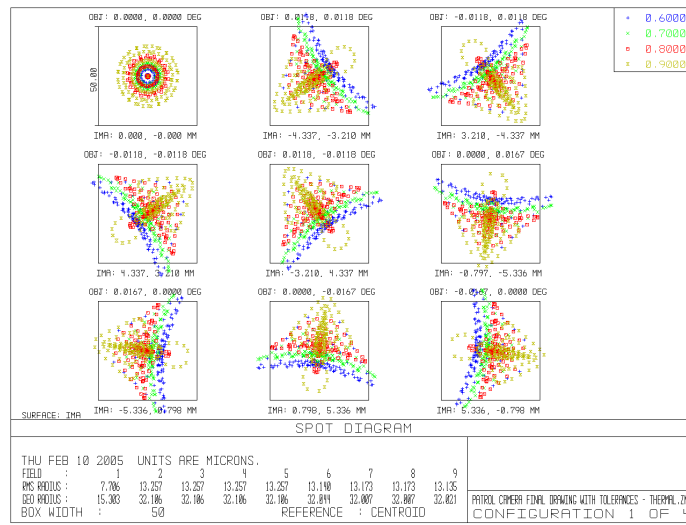 OBJ: 0.0000, 0.0000 DEG
OBJ: 0.0118, 0.0118 DEG
OBJ: -0.0118, 0.0118 DEG
0.6000
0.7000
0.8000
0.9000
50.00
IMA: 0.000, -0.000 MM
IMA: -4.337, -3.210 MM
IMA: 3.210, -4.337 MM
OBJ: -0.0118, -0.0118 DEG
OBJ: 0.0118, -0.0118 DEG
OBJ: 0.0000, 0.0167 DEG
IMA: 4.337, 3.210 MM
IMA: -3.210, 4.337 MM
IMA: -0.797, -5.336 MM
OBJ: 0.0167, 0.0000 DEG
OBJ: 0.0000, -0.0167 DEG
OBJ: -0.0167, 0.0000 DEG
IMA: -5.336, 0.798 MM
IMA: 0.798, 5.336 MM
IMA: 5.336, -0.798 MM
SURFACE: IMA
SPOT DIAGRAM
THU FEB 10 2005 UNITS ARE MICRONS.
FIELD : 1 2 3 4 5 6 7 8 9
RMS RADIUS : 7.706 13.257 13.257 13.257 13.257 13.140 13.173 13.173 13.135
GEO RADIUS : 15.303 32.106 32.106 32.106 32.106 32.044 32.007 32.007 32.021
BOX WIDTH : 50 REFERENCE : CENTROID
PATROL CAMERA FINAL DRAWING WITH TOLERANCES - THERMAL.Z
CONFIGURATION 1 OF